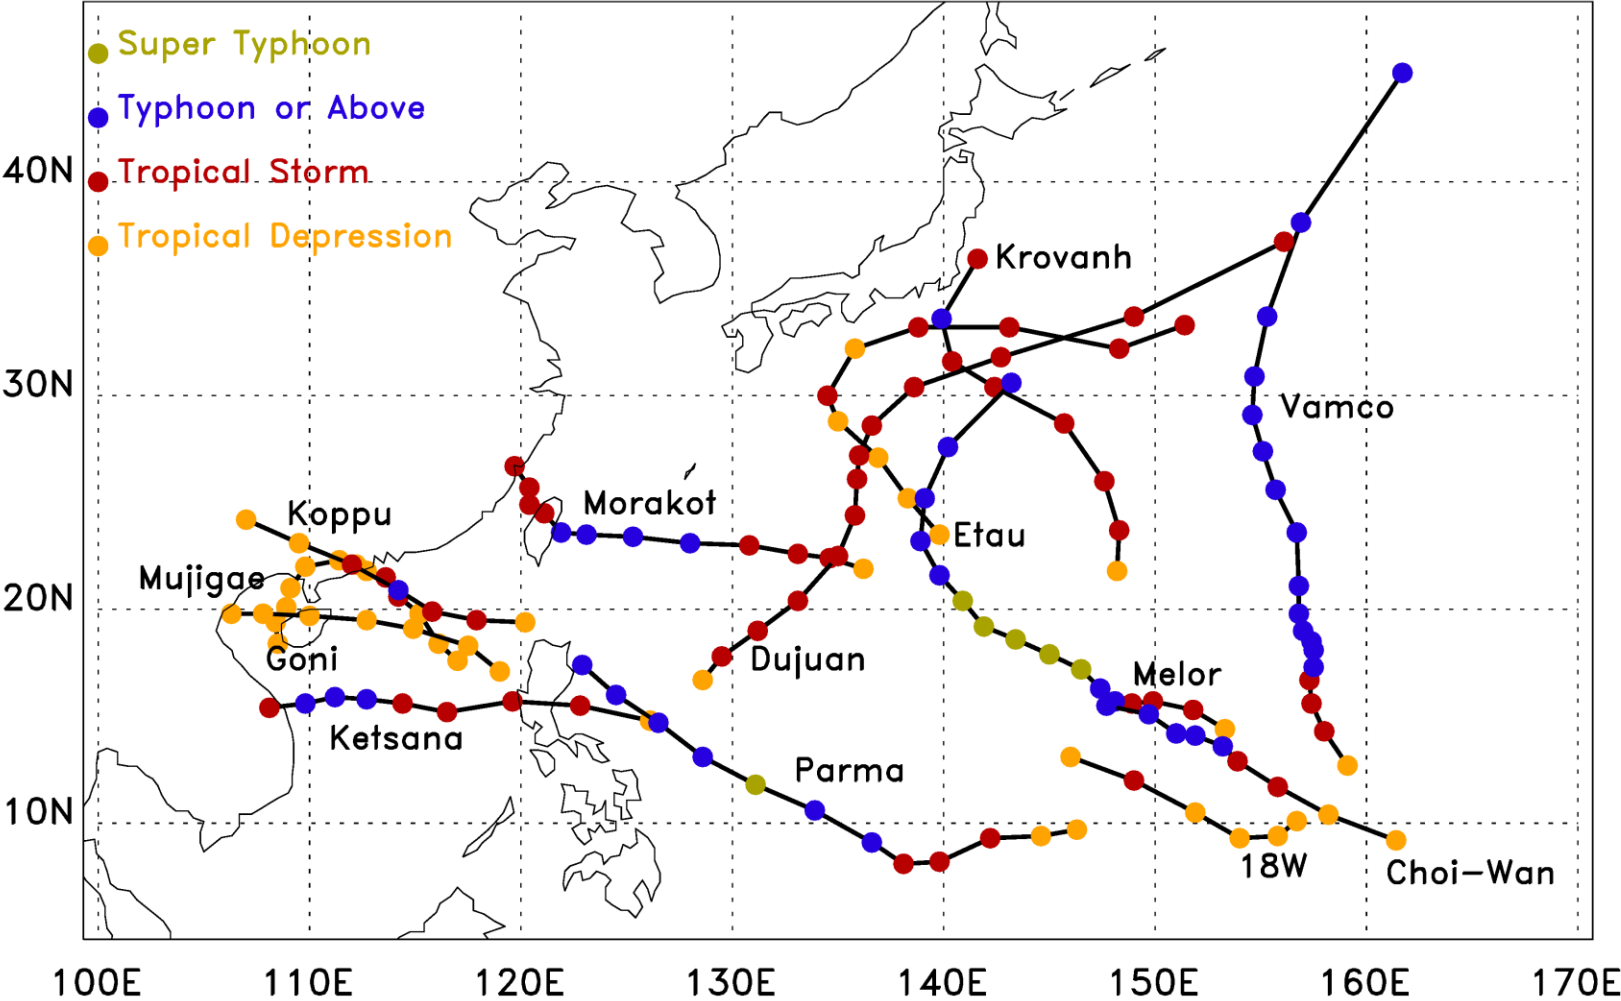 Super Typhoon
Typhoon or Above
Tropical Storm
Tropical Depression
40N
30N
20N
10N
Krovanh
Vamco
Koppu
Morakot
Etau
Mujigae
Goni
Dujuan
Melor
Ketsana
Parma
18W
Choi-Wan
100E 110E 120E 130E 140E 150E 160E 170E